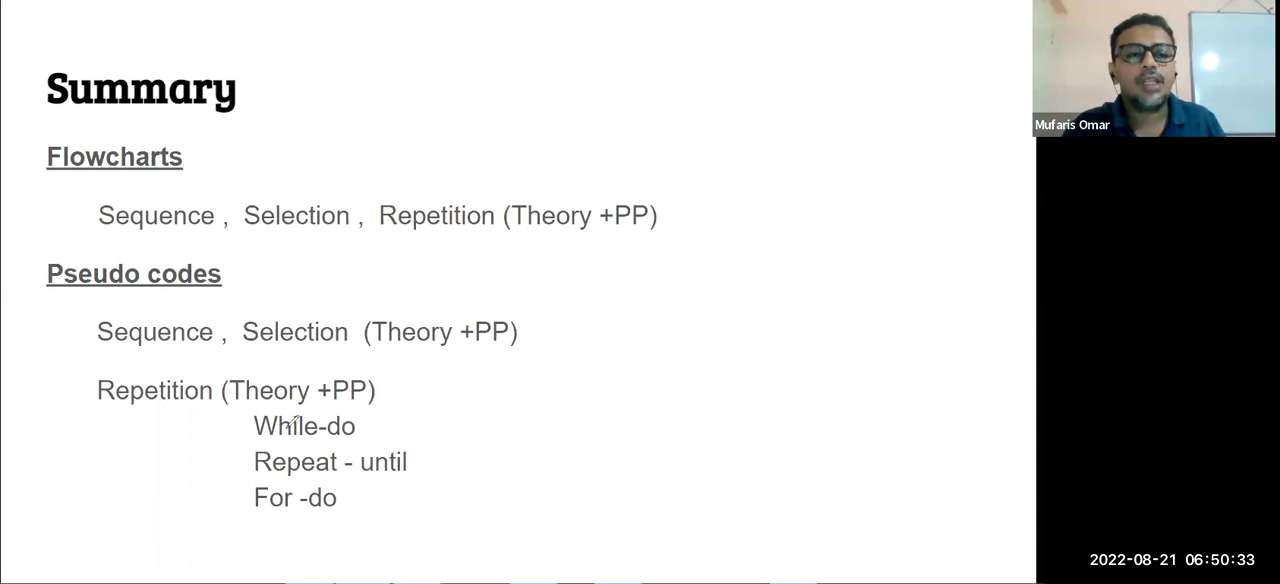 Summary
Flowcharts
Sequence , Selection , Repetition (Theory +PP)
Pseudo codes
Sequence , Selection (Theory +PP)
Repetition (Theory +PP)
While-do
Repeat - until
For -do
Mufaris Omar
2022-08-21 06:50:33